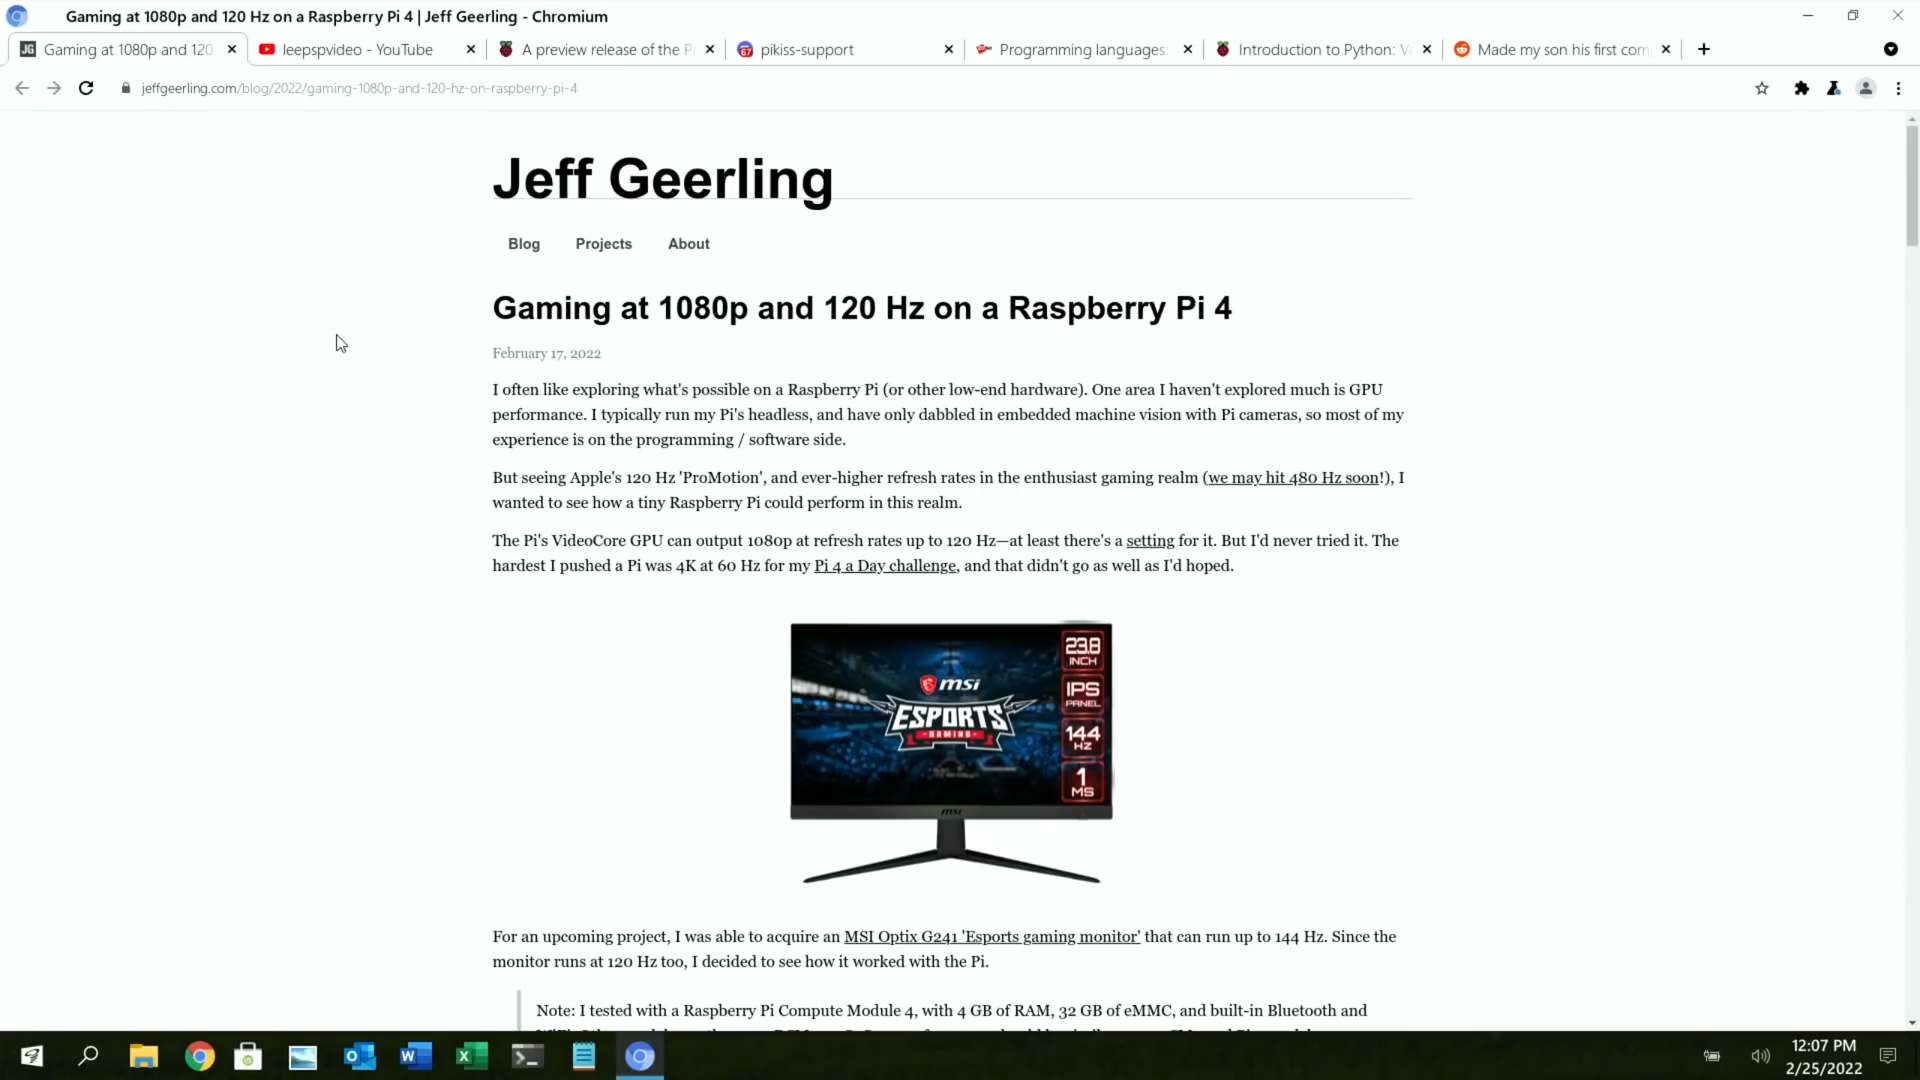 Gaming at 1080p and 120 Hz on a Raspberry Pi 4 | Jeff Geerling - Chromium
JG Gaming at 1080p and 120
leepspvideo - YouTube
A preview release of the P
pikiss-support
Programming languages:
Introduction to Python: V
Made my son his first com
jeffgeerling.com/blog/2022/gaming-1080p-and-120-hz-on-raspberry-pi-4
Jeff Geerling
Blog Projects About
Gaming at 1080p and 120 Hz on a Raspberry Pi 4
February 17, 2022
I often like exploring what's possible on a Raspberry Pi (or other low-end hardware). One area I haven't explored much is GPU
performance. I typically run my Pi's headless, and have only dabbled in embedded machine vision with Pi cameras, so most of my
experience is on the programming / software side.
But seeing Apple's 120 Hz 'ProMotion', and ever-higher refresh rates in the enthusiast gaming realm (we may hit 480 Hz soon!), I
wanted to see how a tiny Raspberry Pi could perform in this realm.
The Pi's VideoCore GPU can output 1080p at refresh rates up to 120 Hz—at least there's a setting for it. But I'd never tried it. The
hardest I pushed a Pi was 4K at 60 Hz for my Pi 4 a Day challenge, and that didn't go as well as I'd hoped.
msi
ESPORTS
GAMING
23.8
INCH
IPS
PANEL
144
HZ
1
MS
msi
For an upcoming project, I was able to acquire an MSI Optix G241 'Esports gaming monitor' that can run up to 144 Hz. Since the
monitor runs at 120 Hz too, I decided to see how it worked with the Pi.
Note: I tested with a Raspberry Pi Compute Module 4, with 4 GB of RAM, 32 GB of eMMC, and built-in Bluetooth and
12:07 PM
2/25/2022